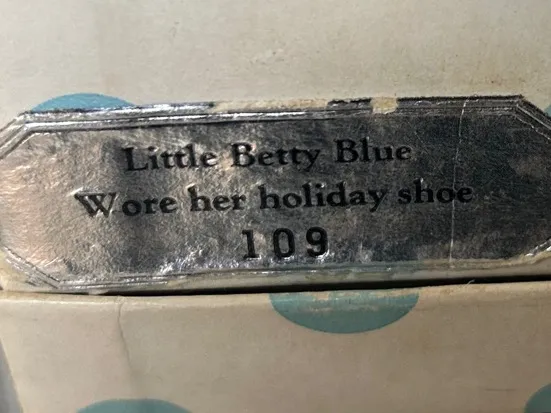 Little Betty Blue
Wore her holiday shoe
109